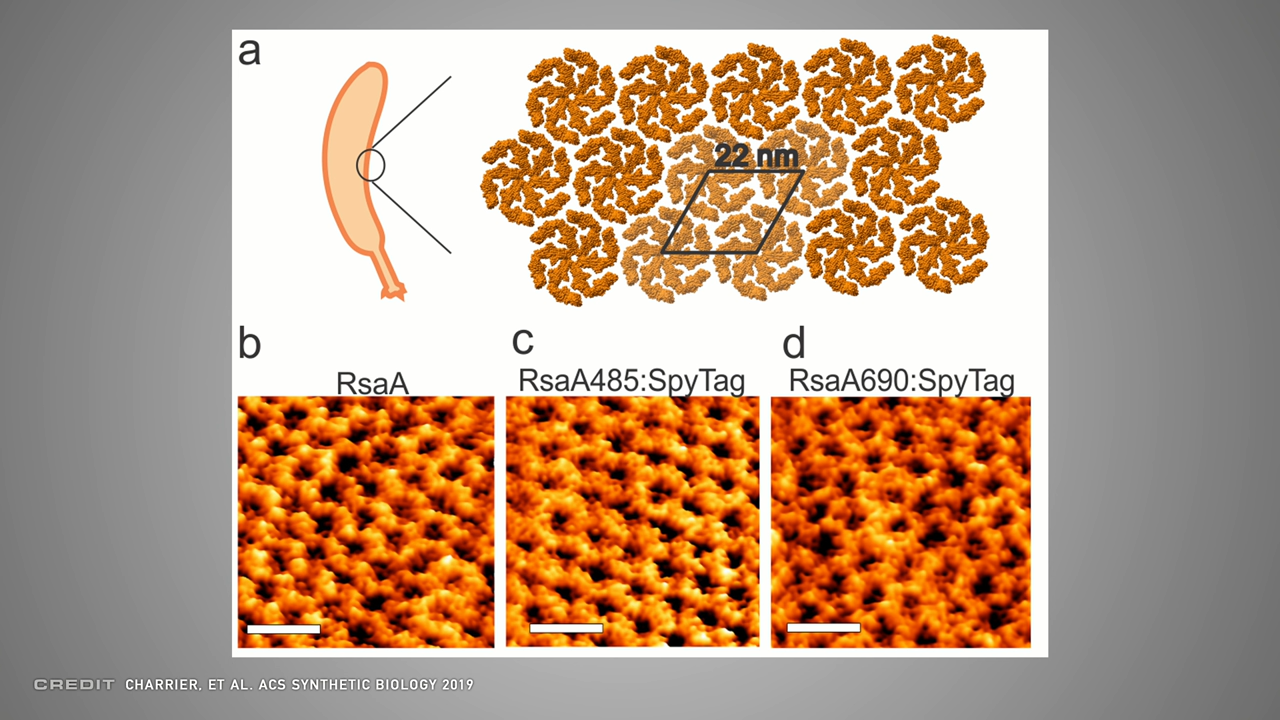 a
22 nm
b
c
d
RsaA
RsaA485:SpyTag
RsaA690:SpyTag
CREDIT CHARRIER, ET AL. ACS SYNTHETIC BIOLOGY 2019